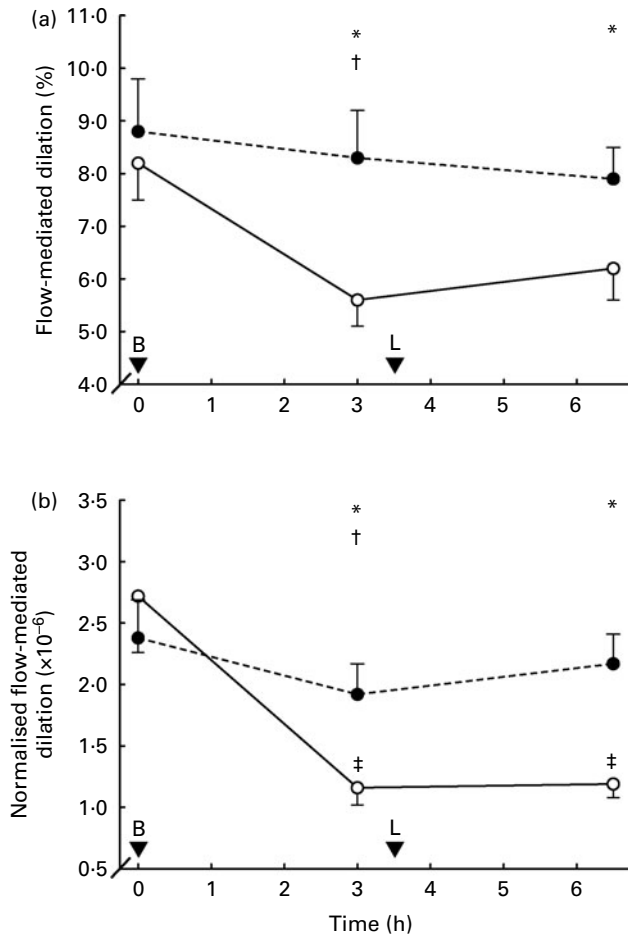 (a)
Flow-mediated dilation (%)
11·0
10·0
9·0
8·0
7·0
6·0
5·0
4·0
*
†
*
B
L
0 1 2 3 4 5 6
(b)
Normalised flow-mediated
dilation (×10⁻⁶)
3·5
3·0
2·5
2·0
1·5
1·0
0·5
*
†
*
‡
‡
B
L
0 1 2 3 4 5 6
Time (h)